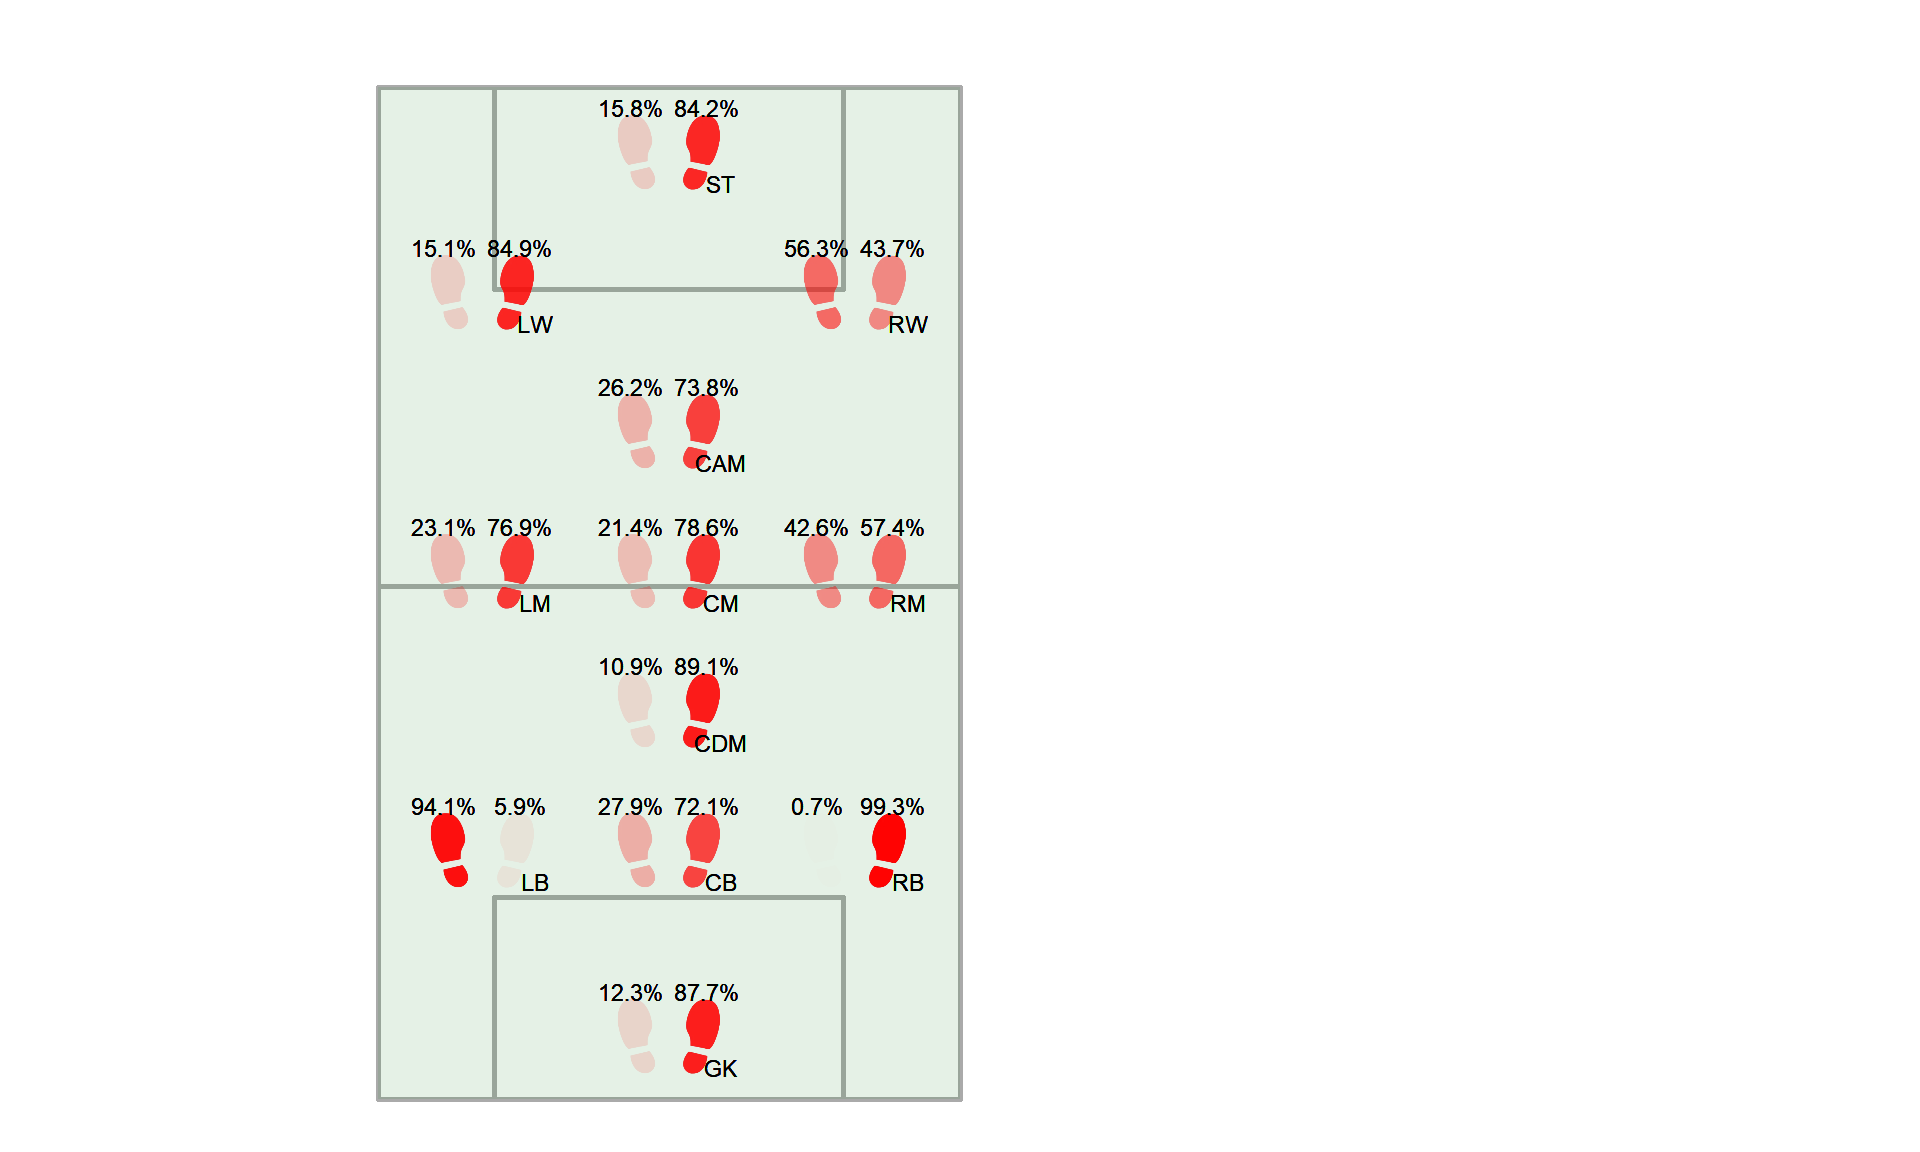 15.8% 84.2%
ST
15.1% 84.9% 56.3% 43.7%
LW RW
26.2% 73.8%
CAM
23.1% 76.9% 21.4% 78.6% 42.6% 57.4%
LM CM RM
10.9% 89.1%
CDM
94.1% 5.9% 27.9% 72.1% 0.7% 99.3%
LB CB RB
12.3% 87.7%
GK